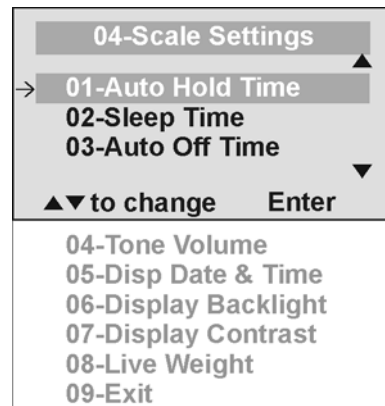 04-Scale Settings
01-Auto Hold Time
02-Sleep Time
03-Auto Off Time
▲▼to change Enter
04-Tone Volume
05-Disp Date & Time
06-Display Backlight
07-Display Contrast
08-Live Weight
09-Exit